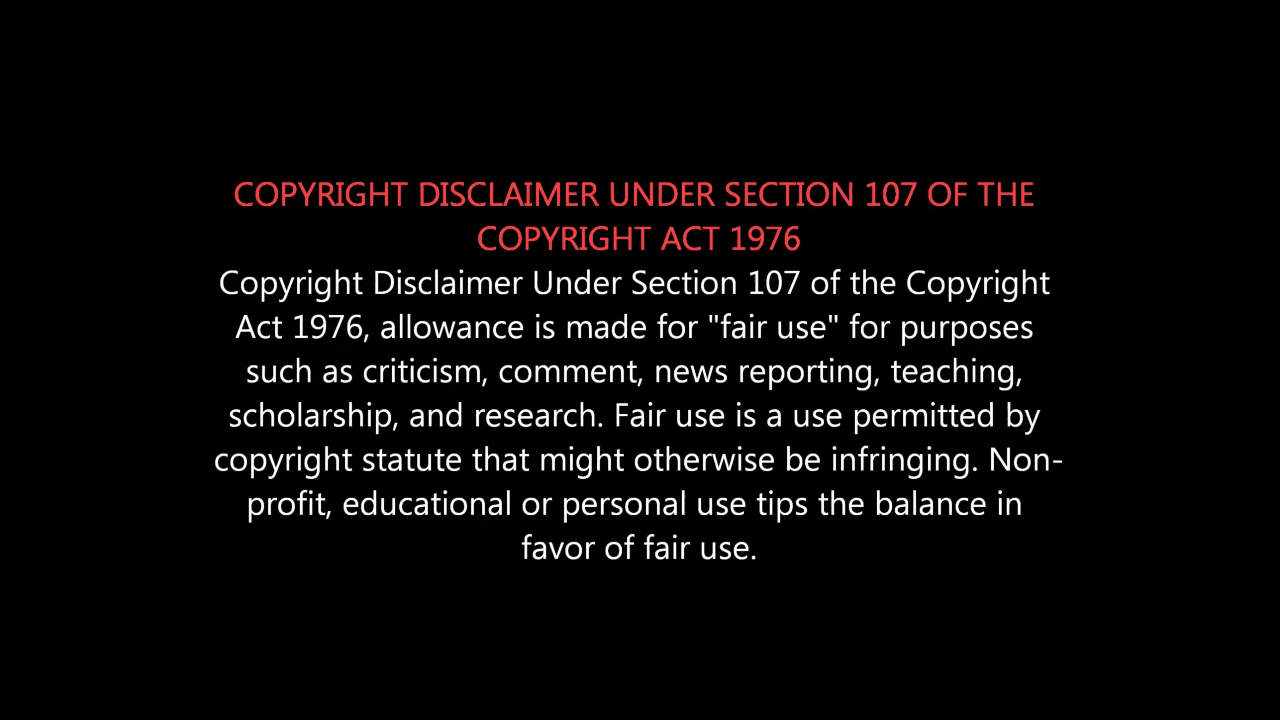 COPYRIGHT DISCLAIMER UNDER SECTION 107 OF THE
COPYRIGHT ACT 1976
Copyright Disclaimer Under Section 107 of the Copyright
Act 1976, allowance is made for "fair use" for purposes
such as criticism, comment, news reporting, teaching,
scholarship, and research. Fair use is a use permitted by
copyright statute that might otherwise be infringing. Non-
profit, educational or personal use tips the balance in
favor of fair use.